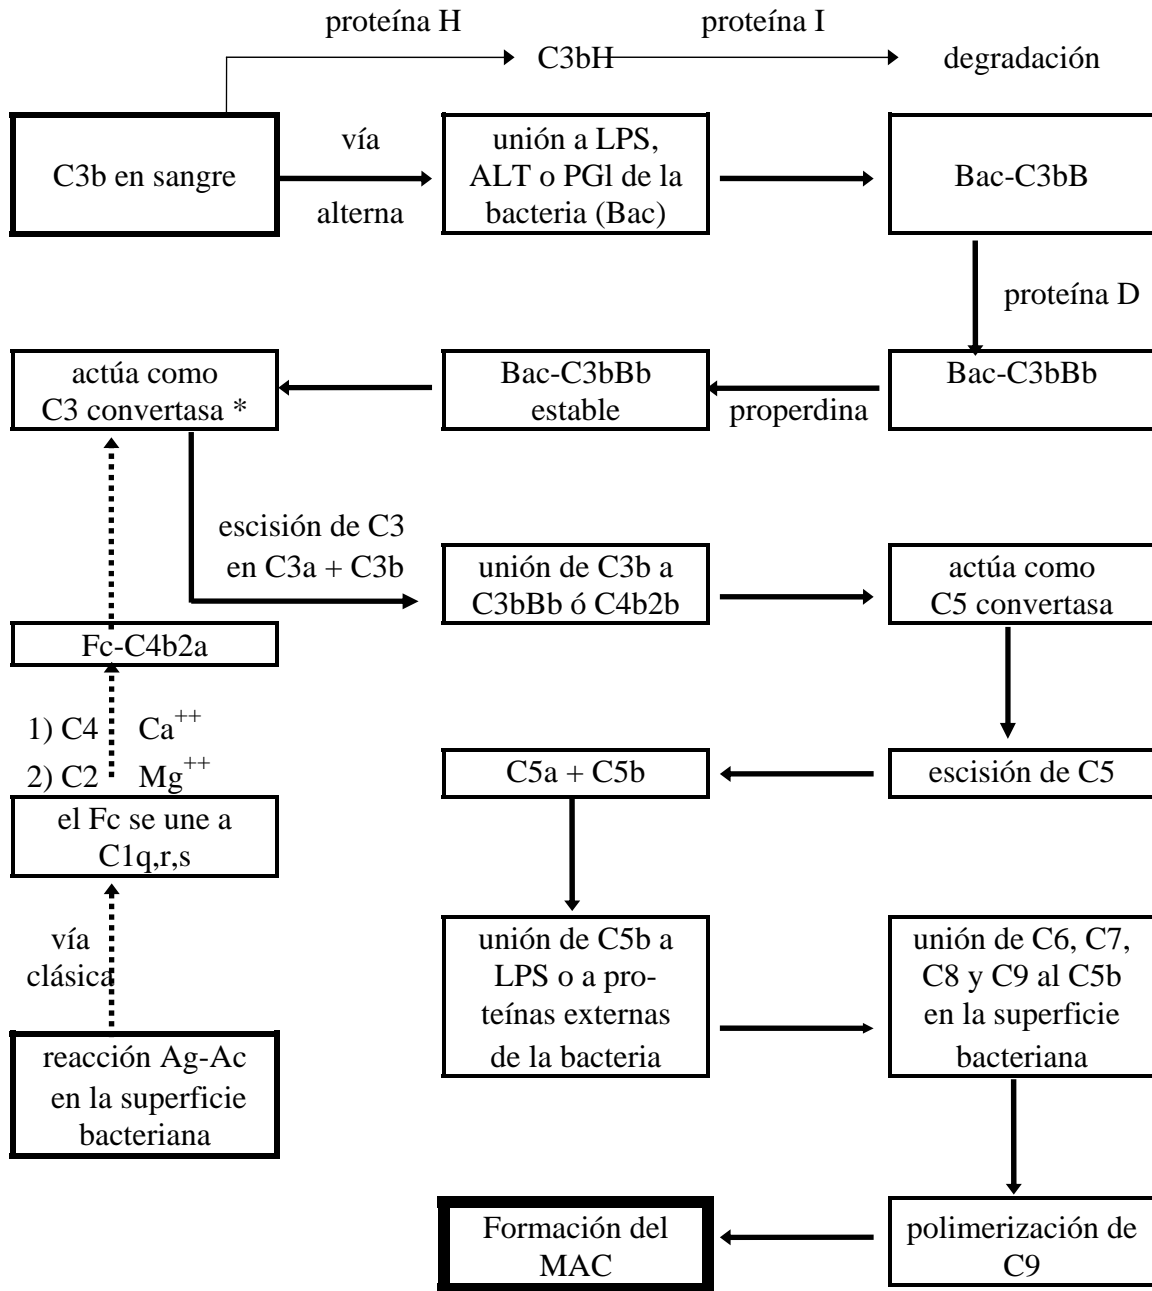 proteína H
proteína I
C3bH
degradación
C3b en sangre
vía
alterna
unión a LPS,
ALT o PGl de la
bacteria (Bac)
Bac-C3bB
proteína D
actúa como
C3 convertasa *
Bac-C3bBb
estable
properdina
Bac-C3bBb
escisión de C3
en C3a + C3b
unión de C3b a
C3bBb ó C4b2b
actúa como
C5 convertasa
Fc-C4b2a
1) C4 Ca++
2) C2 Mg++
C5a + C5b
escisión de C5
el Fc se une a
C1q,r,s
vía
clásica
unión de C5b a
LPS o a pro-
teínas externas
de la bacteria
unión de C6, C7,
C8 y C9 al C5b
en la superficie
bacteriana
reacción Ag-Ac
en la superficie
bacteriana
Formación del
MAC
polimerización de
C9